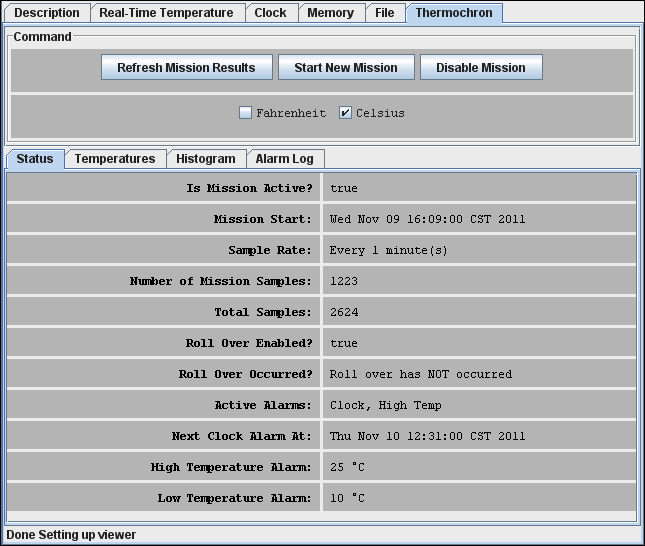 Description Real-Time Temperature Clock Memory File Thermochron
Command
Refresh Mission Results Start New Mission Disable Mission
Fahrenheit Celsius
Status Temperatures Histogram Alarm Log
Is Mission Active? true
Mission Start: Wed Nov 09 16:09:00 CST 2011
Sample Rate: Every 1 minute(s)
Number of Mission Samples: 1223
Total Samples: 2624
Roll Over Enabled? true
Roll Over Occurred? Roll over has NOT occurred
Active Alarms: Clock, High Temp
Next Clock Alarm At: Thu Nov 10 12:31:00 CST 2011
High Temperature Alarm: 25 °C
Low Temperature Alarm: 10 °C
Done Setting up viewer